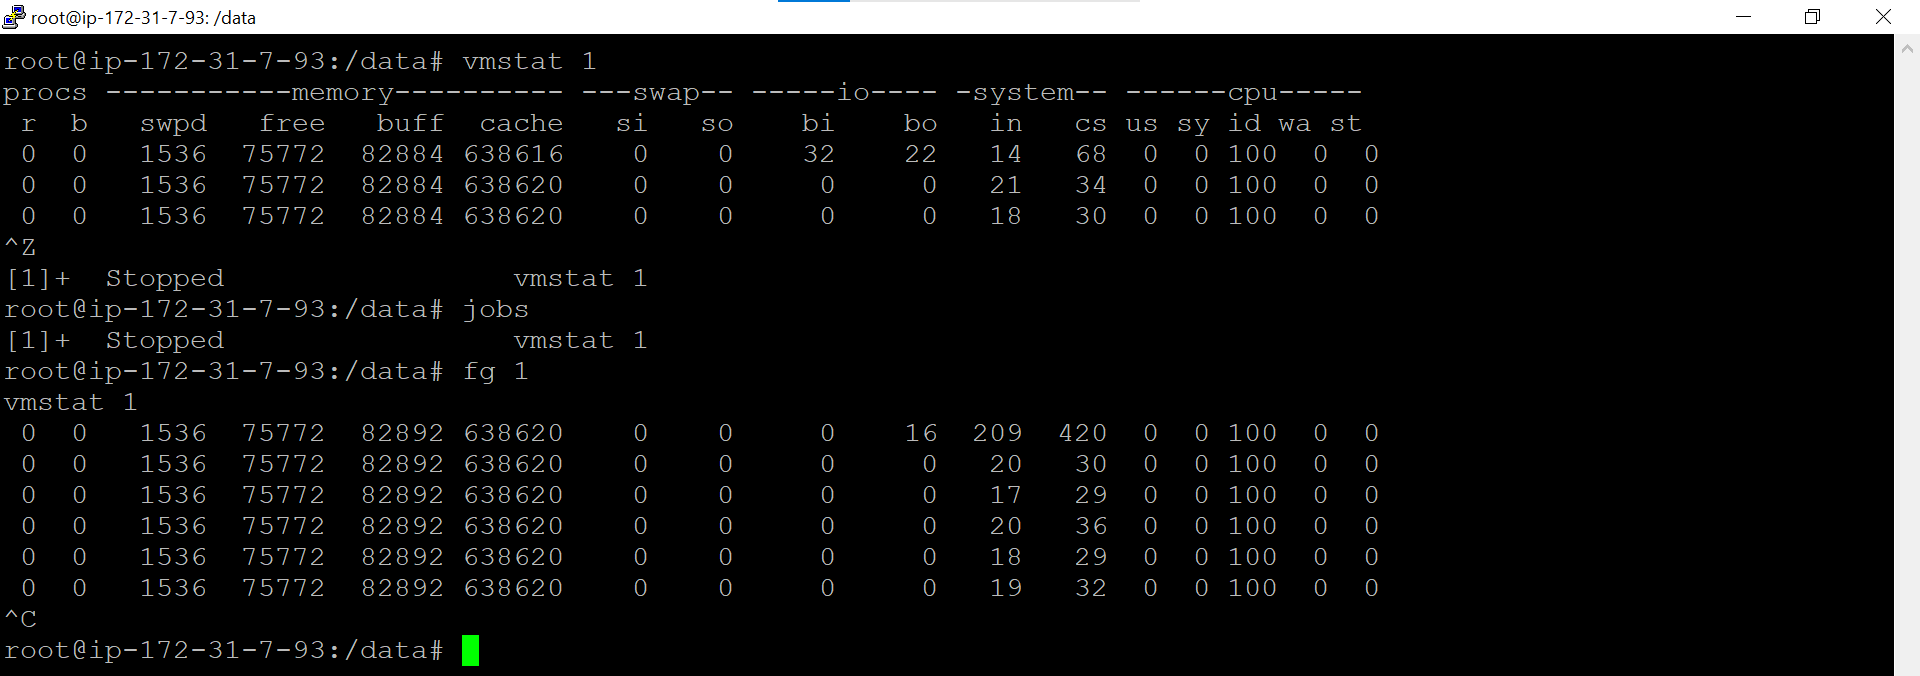 root@ip-172-31-7-93: /data
root@ip-172-31-7-93:/data# vmstat 1
procs -----------memory---------- ---swap-- -----io---- -system-- ------cpu-----
 r  b   swpd   free   buff  cache   si   so    bi    bo   in   cs us sy id wa st
 0  0   1536  75772  82884 638616    0    0    32    22   14   68  0  0 100  0  0
 0  0   1536  75772  82884 638620    0    0     0     0   21   34  0  0 100  0  0
 0  0   1536  75772  82884 638620    0    0     0     0   18   30  0  0 100  0  0
^Z
[1]+  Stopped                 vmstat 1
root@ip-172-31-7-93:/data# jobs
[1]+  Stopped                 vmstat 1
root@ip-172-31-7-93:/data# fg 1
vmstat 1
 0  0   1536  75772  82892 638620    0    0     0    16  209  420  0  0 100  0  0
 0  0   1536  75772  82892 638620    0    0     0     0   20   30  0  0 100  0  0
 0  0   1536  75772  82892 638620    0    0     0     0   17   29  0  0 100  0  0
 0  0   1536  75772  82892 638620    0    0     0     0   20   36  0  0 100  0  0
 0  0   1536  75772  82892 638620    0    0     0     0   18   29  0  0 100  0  0
 0  0   1536  75772  82892 638620    0    0     0     0   19   32  0  0 100  0  0
^C
root@ip-172-31-7-93:/data#